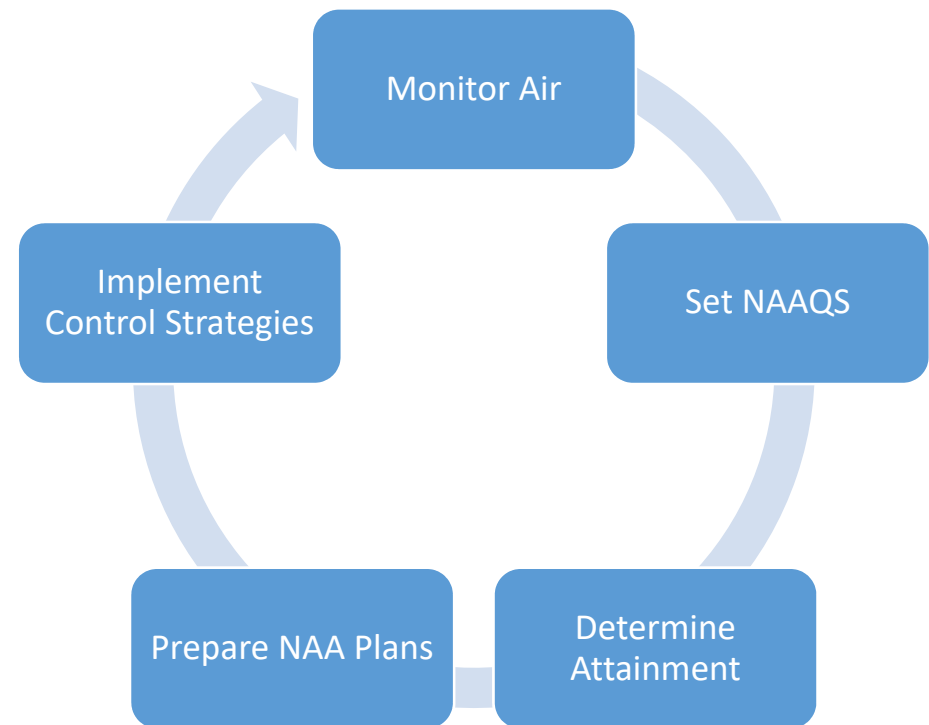 Monitor Air
Set NAAQS
Determine
Attainment
Prepare NAA Plans
Implement
Control Strategies